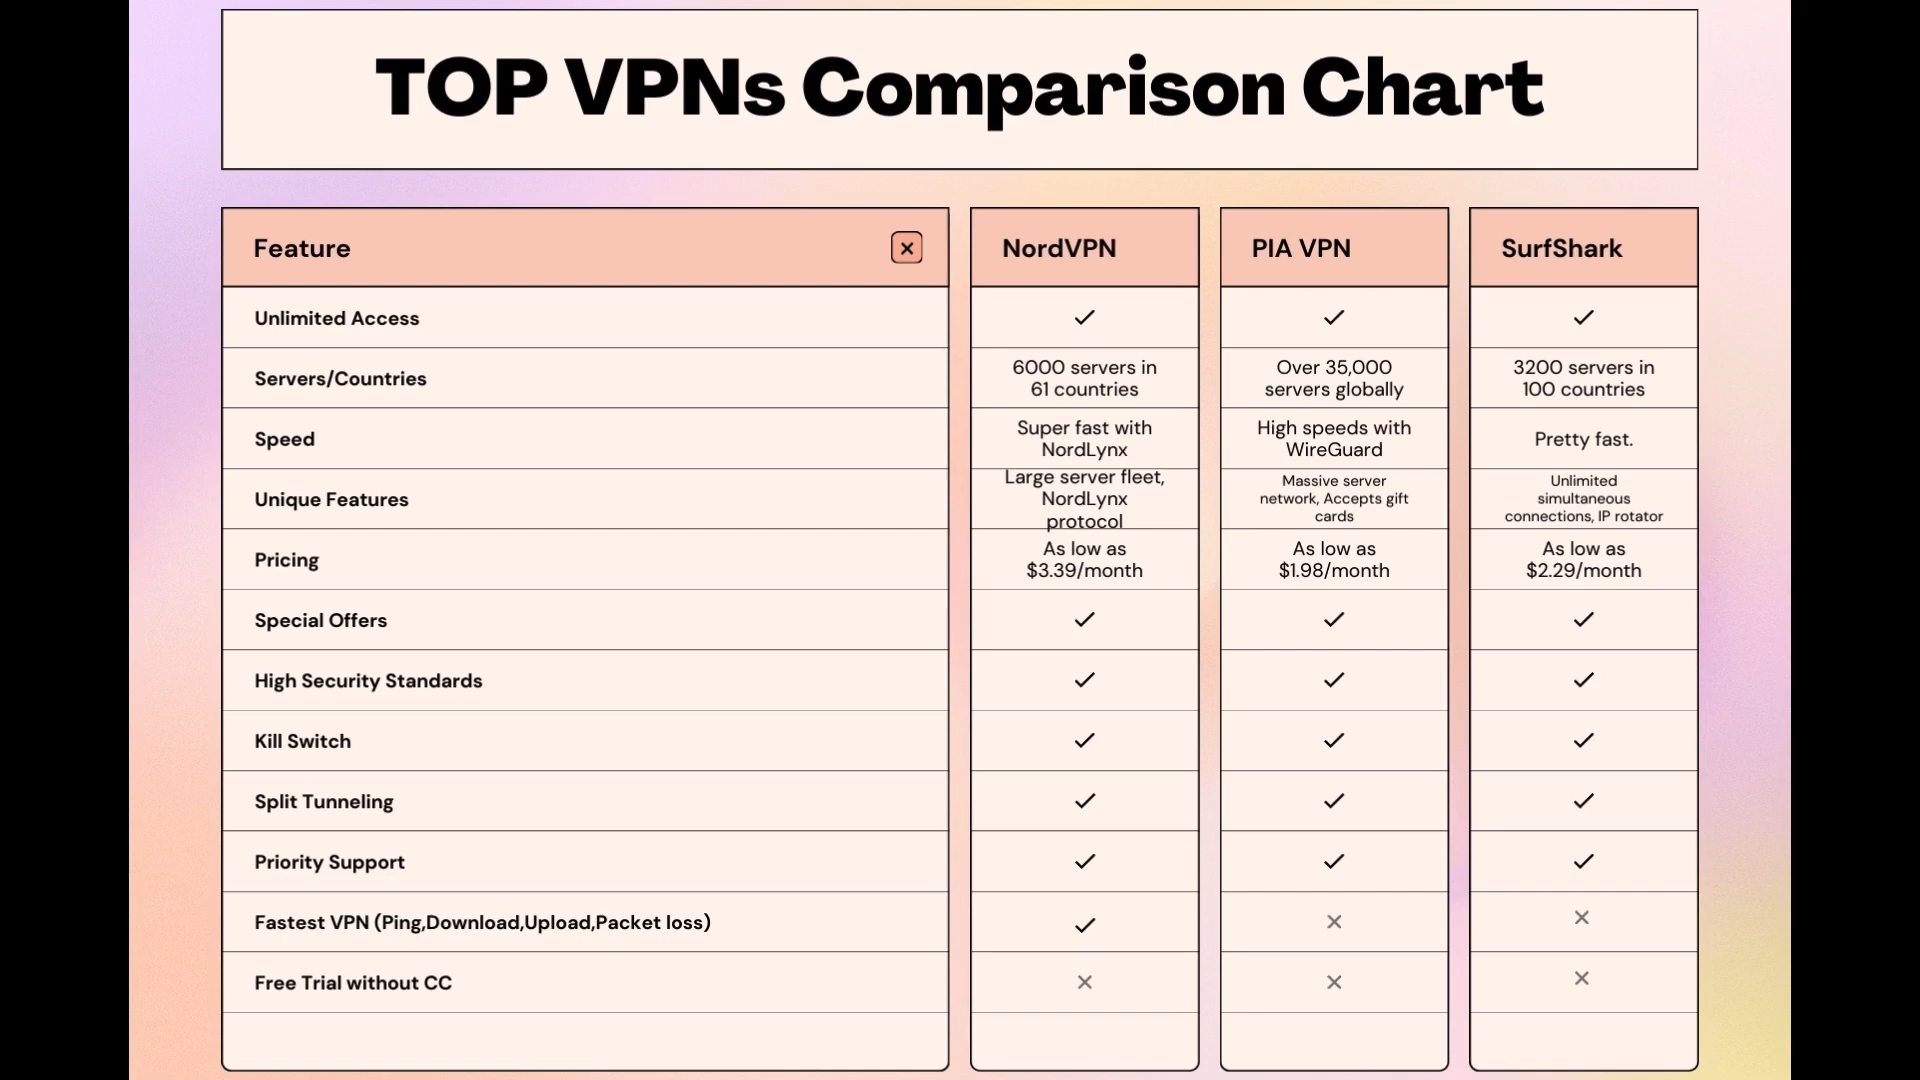 TOP VPNs Comparison Chart
Feature
NordVPN
PIA VPN
SurfShark
Unlimited Access
Servers/Countries
6000 servers in
61 countries
Over 35,000
servers globally
3200 servers in
100 countries
Speed
Super fast with
NordLynx
High speeds with
WireGuard
Pretty fast.
Unique Features
Large server fleet,
NordLynx
protocol
Massive server
network, Accepts gift
cards
Unlimited
simultaneous
connections, IP rotator
Pricing
As low as
$3.39/month
As low as
$1.98/month
As low as
$2.29/month
Special Offers
High Security Standards
Kill Switch
Split Tunneling
Priority Support
Fastest VPN (Ping,Download,Upload,Packet loss)
Free Trial without CC